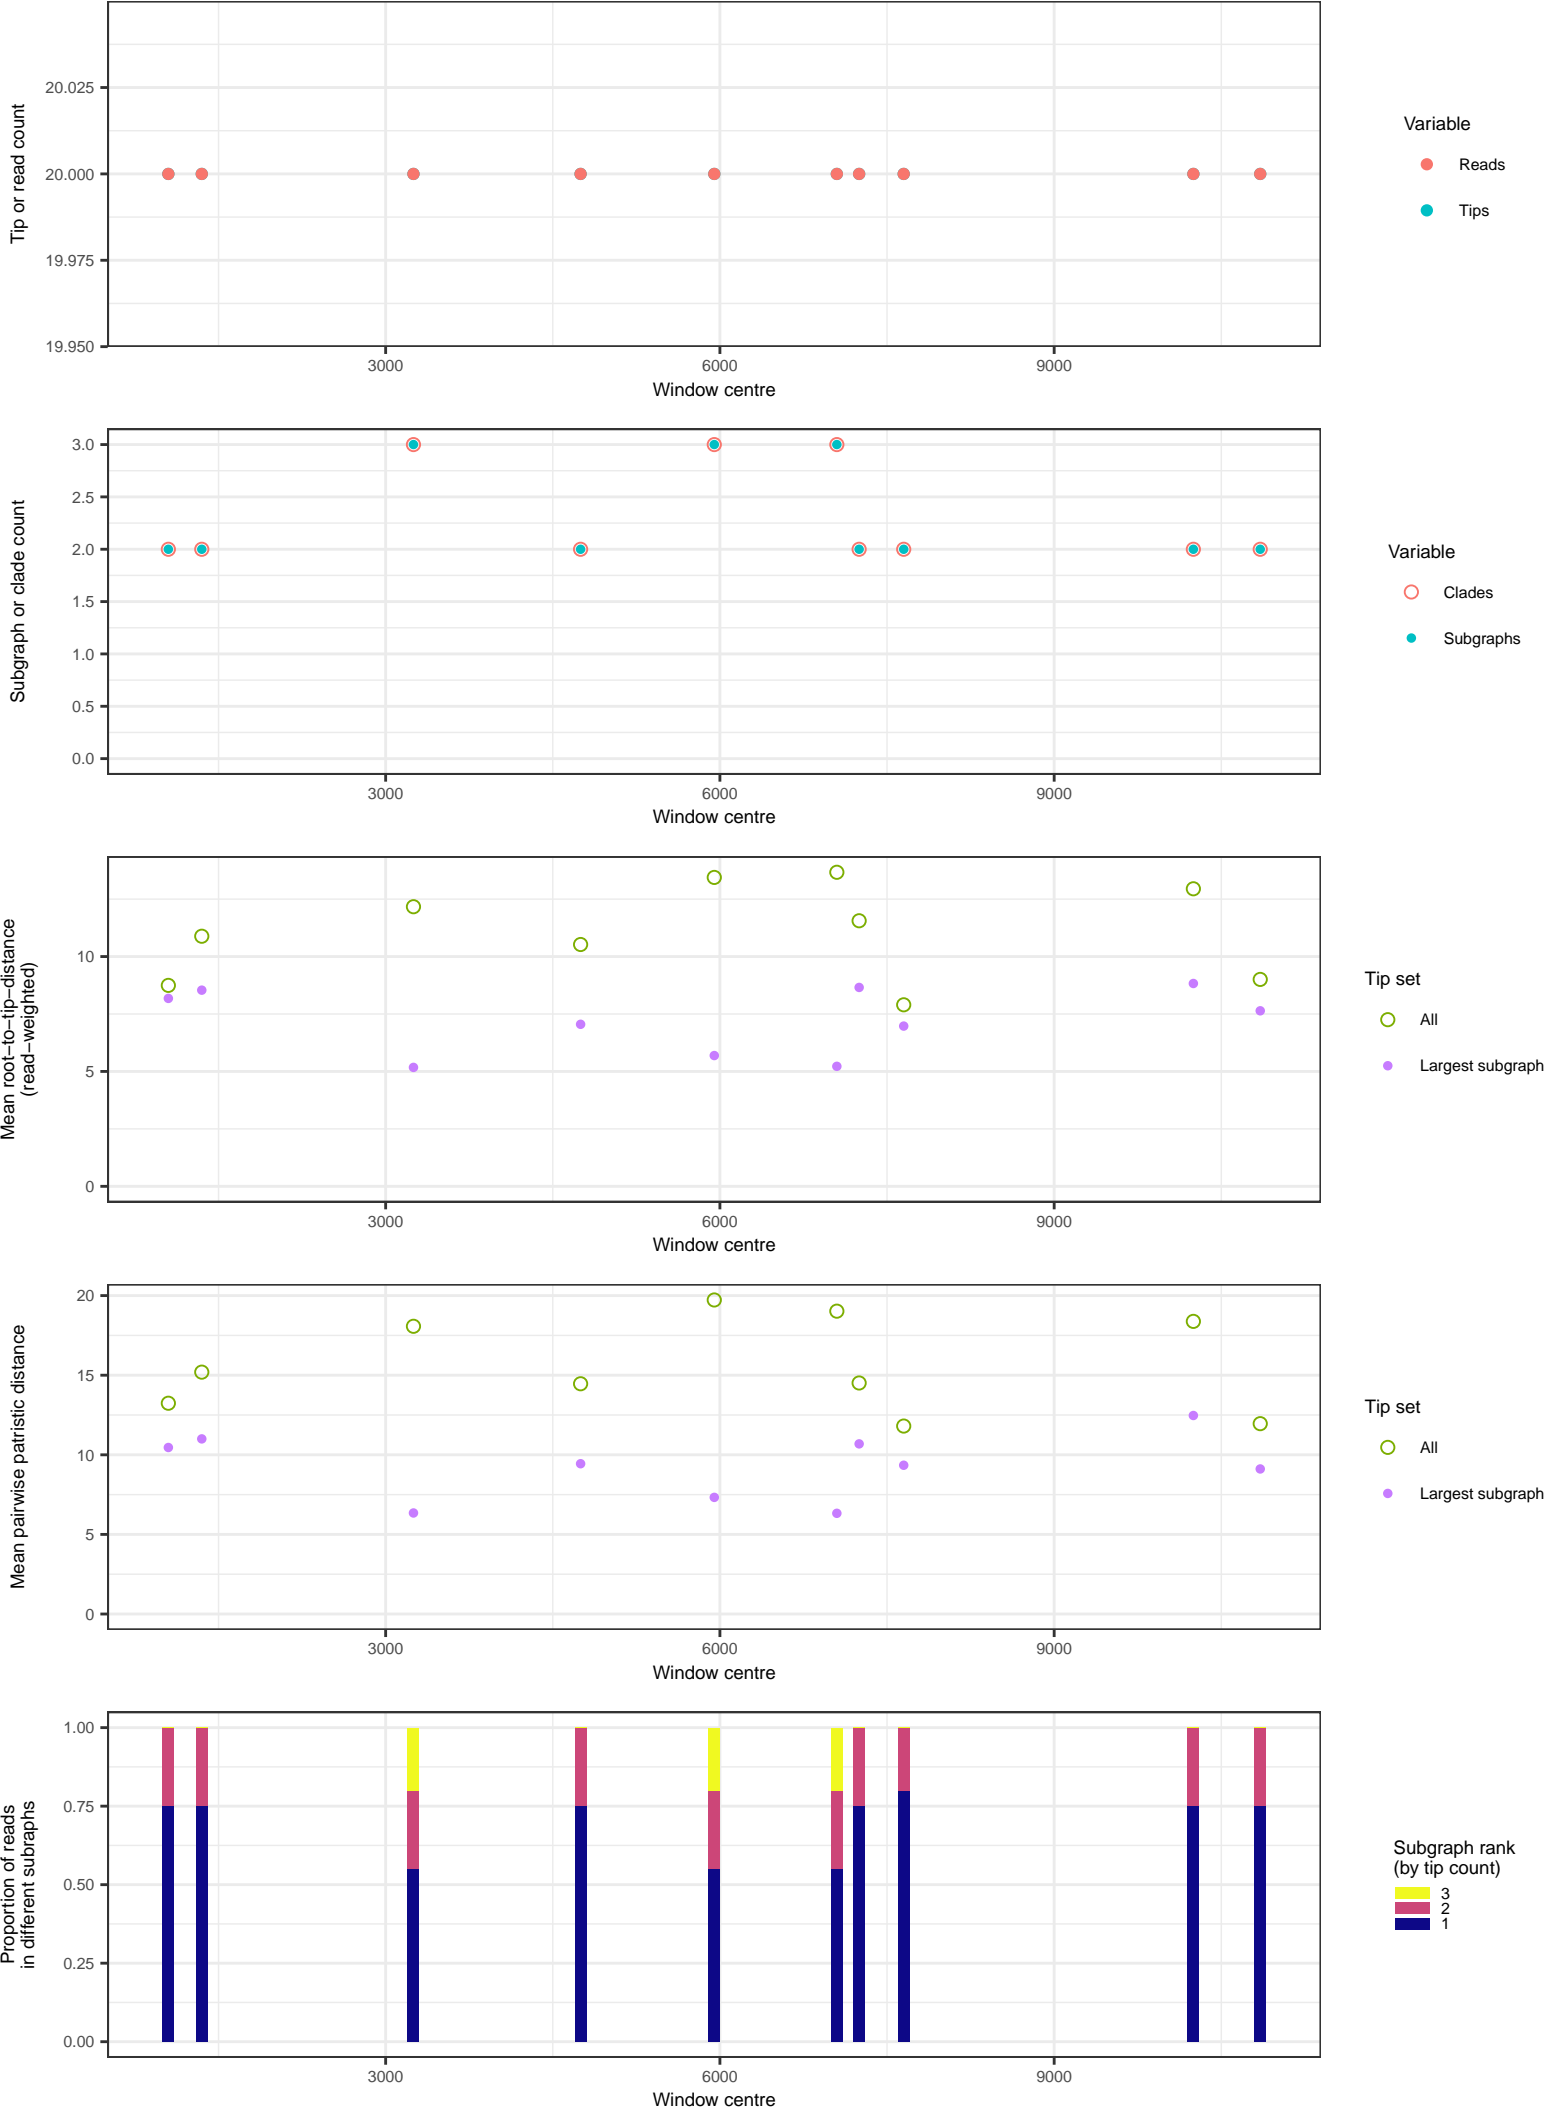 Tip or read count
20.025
20.000
19.975
19.950
3000 6000 9000
Window centre
Variable
Reads
Tips
Subgraph or clade count
3.0
2.5
2.0
1.5
1.0
0.5
0.0
3000 6000 9000
Window centre
Variable
Clades
Subgraphs
Mean root−to−tip−distance
(read−weighted)
10
5
0
3000 6000 9000
Window centre
Tip set
All
Largest subgraph
Mean pairwise patristic distance
20
15
10
5
0
3000 6000 9000
Window centre
Tip set
All
Largest subgraph
Proportion of reads
in different subraphs
1.00
0.75
0.50
0.25
0.00
3000 6000 9000
Window centre
Subgraph rank
(by tip count)
3
2
1